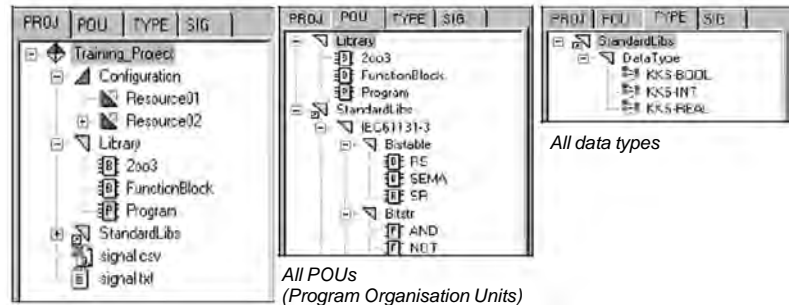 PROJ POU TYPE SIG
Training_Project
Configuration
Resource01
Resource02
Library
2oo3
FunctionBlock
Program
StandardLibs
signal.csv
signal.txt
PROJ POU TYPE SIG
Library
2oo3
FunctionBlock
Program
StandardLibs
IEC61131-3
Bistable
RS
SEMA
SR
Bitstr
AND
NOT
All POUs
(Program Organisation Units)
PROJ POU TYPE SIG
StandardLibs
DataType
KKS-BOOL
KKS-INT
KKS-REAL
All data types